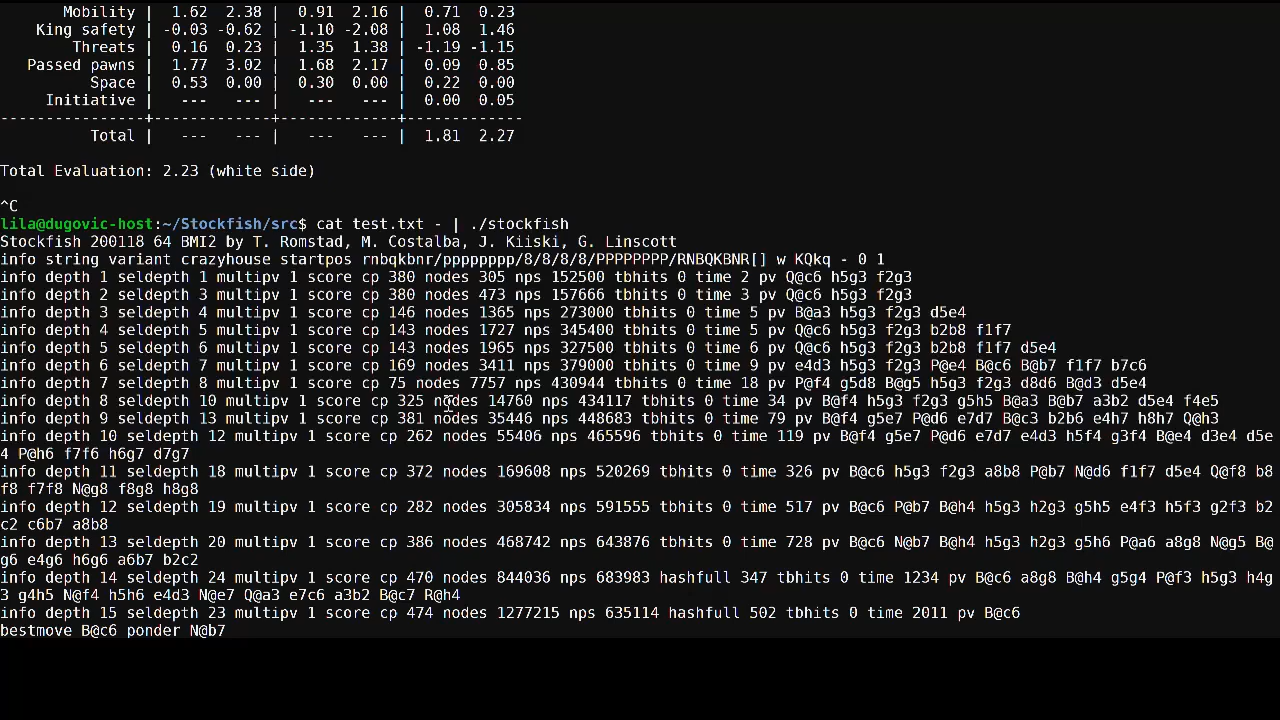 Mobility | 1.62 2.38 | 0.91 2.16 | 0.71 0.23
King safety | -0.03 -0.62 | -1.10 -2.08 | 1.08 1.46
Threats | 0.16 0.23 | 1.35 1.38 | -1.19 -1.15
Passed pawns | 1.77 3.02 | 1.68 2.17 | 0.09 0.85
Space | 0.53 0.00 | 0.30 0.00 | 0.22 0.00
Initiative | --- --- | --- --- | 0.00 0.05
----------------+-------------+-------------+-------------
Total | --- --- | --- --- | 1.81 2.27
Total Evaluation: 2.23 (white side)
^C
lila@dugovic-host:~/Stockfish/src$ cat test.txt - | ./stockfish
Stockfish 200118 64 BMI2 by T. Romstad, M. Costalba, J. Kiiski, G. Linscott
info string variant crazyhouse startpos rnbqkbnr/pppppppp/8/8/8/8/PPPPPPPP/RNBQKBNR[] w KQkq - 0 1
info depth 1 seldepth 1 multipv 1 score cp 380 nodes 305 nps 152500 tbhits 0 time 2 pv Q@c6 h5g3 f2g3
info depth 2 seldepth 3 multipv 1 score cp 380 nodes 473 nps 157666 tbhits 0 time 3 pv Q@c6 h5g3 f2g3
info depth 3 seldepth 4 multipv 1 score cp 146 nodes 1365 nps 273000 tbhits 0 time 5 pv B@a3 h5g3 f2g3 d5e4
info depth 4 seldepth 5 multipv 1 score cp 143 nodes 1727 nps 345400 tbhits 0 time 5 pv Q@c6 h5g3 f2g3 b2b8 f1f7
info depth 5 seldepth 6 multipv 1 score cp 143 nodes 1965 nps 327500 tbhits 0 time 6 pv Q@c6 h5g3 f2g3 b2b8 f1f7 d5e4
info depth 6 seldepth 7 multipv 1 score cp 169 nodes 3411 nps 379000 tbhits 0 time 9 pv e4d3 h5g3 f2g3 P@e4 B@c6 B@b7 f1f7 b7c6
info depth 7 seldepth 8 multipv 1 score cp 75 nodes 7757 nps 430944 tbhits 0 time 18 pv P@f4 g5d8 B@g5 h5g3 f2g3 d8d6 B@d3 d5e4
info depth 8 seldepth 10 multipv 1 score cp 325 nodes 14760 nps 434117 tbhits 0 time 34 pv B@f4 h5g3 f2g3 g5h5 B@a3 B@b7 a3b2 d5e4 f4e5
info depth 9 seldepth 13 multipv 1 score cp 381 nodes 35446 nps 448683 tbhits 0 time 79 pv B@f4 g5e7 P@d6 e7d7 B@c3 b2b6 e4h7 h8h7 Q@h3
info depth 10 seldepth 12 multipv 1 score cp 262 nodes 55406 nps 465596 tbhits 0 time 119 pv B@f4 g5e7 P@d6 e7d7 e4d3 h5f4 g3f4 B@e4 d3e4 d5e
4 P@h6 f7f6 h6g7 d7g7
info depth 11 seldepth 18 multipv 1 score cp 372 nodes 169608 nps 520269 tbhits 0 time 326 pv B@c6 h5g3 f2g3 a8b8 P@b7 N@d6 f1f7 d5e4 Q@f8 b8
f8 f7f8 N@g8 f8g8 h8g8
info depth 12 seldepth 19 multipv 1 score cp 282 nodes 305834 nps 591555 tbhits 0 time 517 pv B@c6 P@b7 B@h4 h5g3 h2g3 g5h5 e4f3 h5f3 g2f3 b2
c2 c6b7 a8b8
info depth 13 seldepth 20 multipv 1 score cp 386 nodes 468742 nps 643876 tbhits 0 time 728 pv B@c6 N@b7 B@h4 h5g3 h2g3 g5h6 P@a6 a8g8 N@g5 B@
g6 e4g6 h6g6 a6b7 b2c2
info depth 14 seldepth 24 multipv 1 score cp 470 nodes 844036 nps 683983 hashfull 347 tbhits 0 time 1234 pv B@c6 a8g8 B@h4 g5g4 P@f3 h5g3 h4g
3 g4h5 N@f4 h5h6 e4d3 N@e7 Q@a3 e7c6 a3b2 B@c7 R@h4
info depth 15 seldepth 23 multipv 1 score cp 474 nodes 1277215 nps 635114 hashfull 502 tbhits 0 time 2011 pv B@c6
bestmove B@c6 ponder N@b7